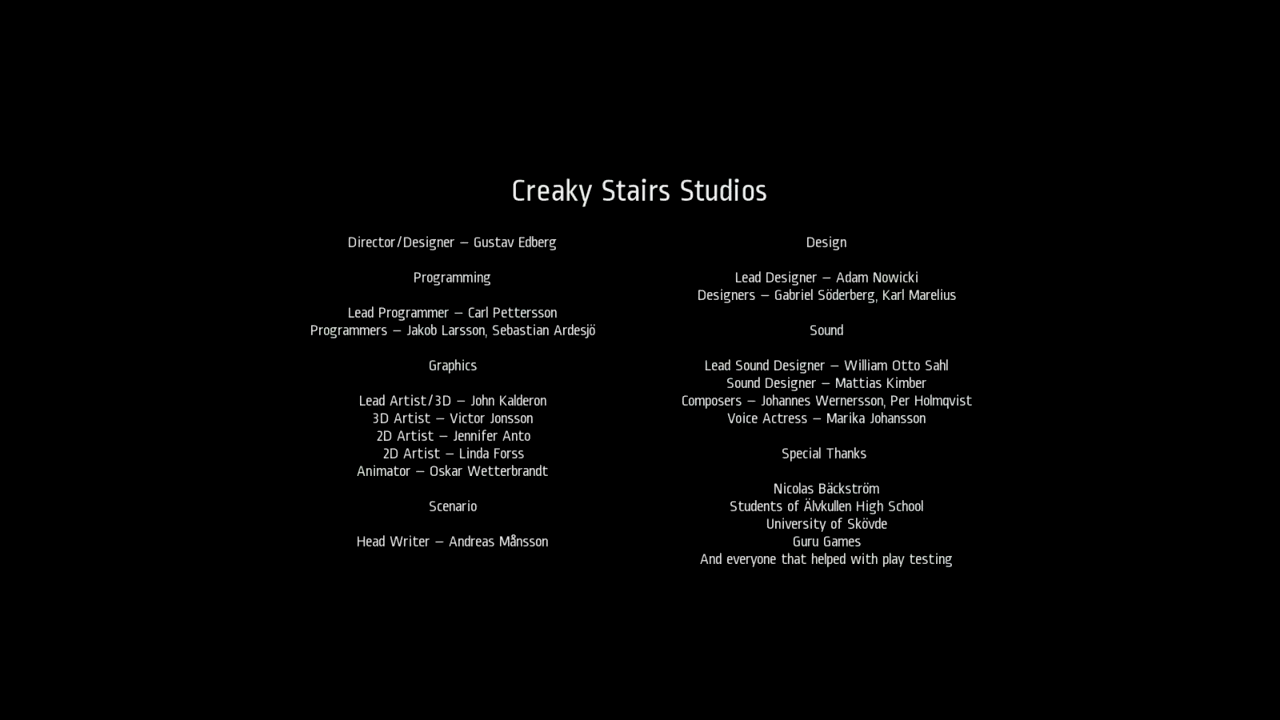 Creaky Stairs Studios
Director/Designer – Gustav Edberg
Programming
Lead Programmer – Carl Pettersson
Programmers – Jakob Larsson, Sebastian Ardesjö
Graphics
Lead Artist/3D – John Kalderon
3D Artist – Victor Jonsson
2D Artist – Jennifer Anto
2D Artist – Linda Forss
Animator – Oskar Wetterbrandt
Scenario
Head Writer – Andreas Månsson
Design
Lead Designer – Adam Nowicki
Designers – Gabriel Söderberg, Karl Marelius
Sound
Lead Sound Designer – William Otto Sahl
Sound Designer – Mattias Kimber
Composers – Johannes Wernersson, Per Holmqvist
Voice Actress – Marika Johansson
Special Thanks
Nicolas Bäckström
Students of Älvkullen High School
University of Skövde
Guru Games
And everyone that helped with play testing